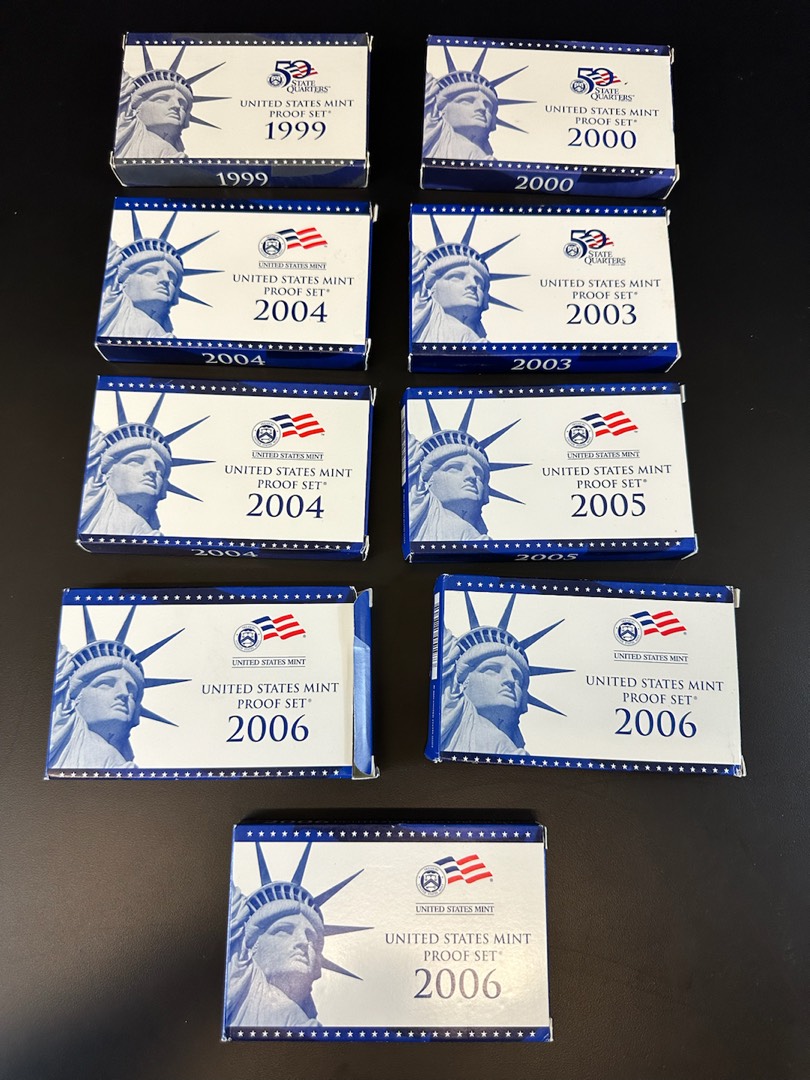 50
STATE
QUARTERS™
UNITED STATES MINT
PROOF SET®
1999
1999
50
STATE
QUARTERS™
UNITED STATES MINT
PROOF SET®
2000
2000
UNITED STATES MINT
UNITED STATES MINT
PROOF SET®
2004
2004
50
STATE
QUARTERS
UNITED STATES MINT
PROOF SET®
2003
2003
UNITED STATES MINT
UNITED STATES MINT
PROOF SET®
2004
2004
UNITED STATES MINT
UNITED STATES MINT
PROOF SET®
2005
2005
UNITED STATES MINT
UNITED STATES MINT
PROOF SET®
2006
UNITED STATES MINT
UNITED STATES MINT
PROOF SET®
2006
UNITED STATES MINT
UNITED STATES MINT
PROOF SET®
2006